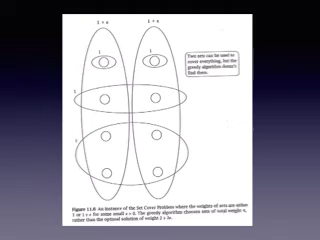 1 + ε 1 + ε
Two sets can be used to
cover everything, but the
greedy algorithm doesn't
find them.
1 1
1
1
Figure 11.6 An instance of the Set Cover Problem where the weights of sets are either
1 or 1 + ε for some small ε > 0. The greedy algorithm chooses sets of total weight 4,
rather than the optimal solution of weight 2 + 2ε.